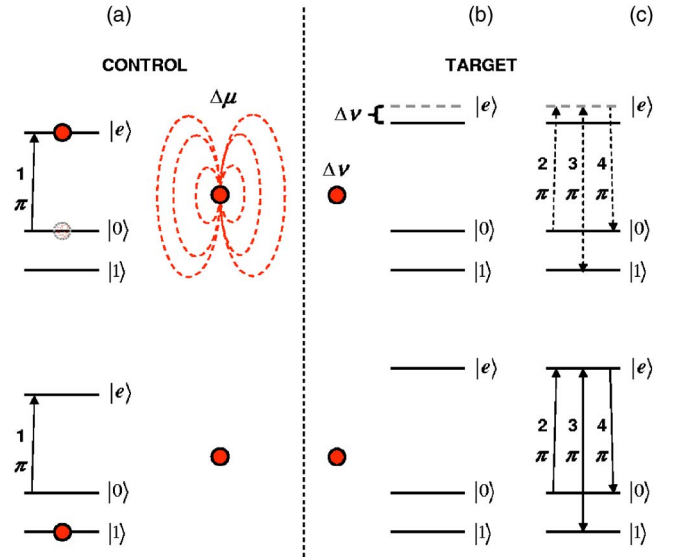 (a) (b) (c)
CONTROL TARGET
Δμ
|e⟩ Δν |e⟩ |e⟩
1 π
Δν
2 π 3 π 4 π
|0⟩ |0⟩ |0⟩
|1⟩ |1⟩ |1⟩
|e⟩ |e⟩ |e⟩
1 π
2 π 3 π 4 π
|0⟩ |0⟩ |0⟩
|1⟩ |1⟩ |1⟩